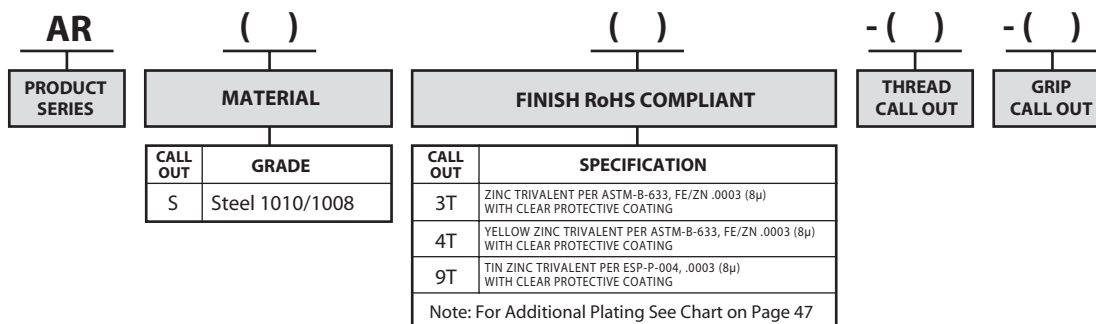 AR ( ) ( ) - ( ) - ( )
PRODUCT SERIES
MATERIAL
FINISH RoHS COMPLIANT
THREAD CALL OUT
GRIP CALL OUT
CALL OUT GRADE
S Steel 1010/1008
CALL OUT SPECIFICATION
3T ZINC TRIVALENT PER ASTM-B-633, FE/ZN .0003 (8µ)
WITH CLEAR PROTECTIVE COATING
4T YELLOW ZINC TRIVALENT PER ASTM-B-633, FE/ZN .0003 (8µ)
WITH CLEAR PROTECTIVE COATING
9T TIN ZINC TRIVALENT PER ESP-P-004, .0003 (8µ)
WITH CLEAR PROTECTIVE COATING
Note: For Additional Plating See Chart on Page 47